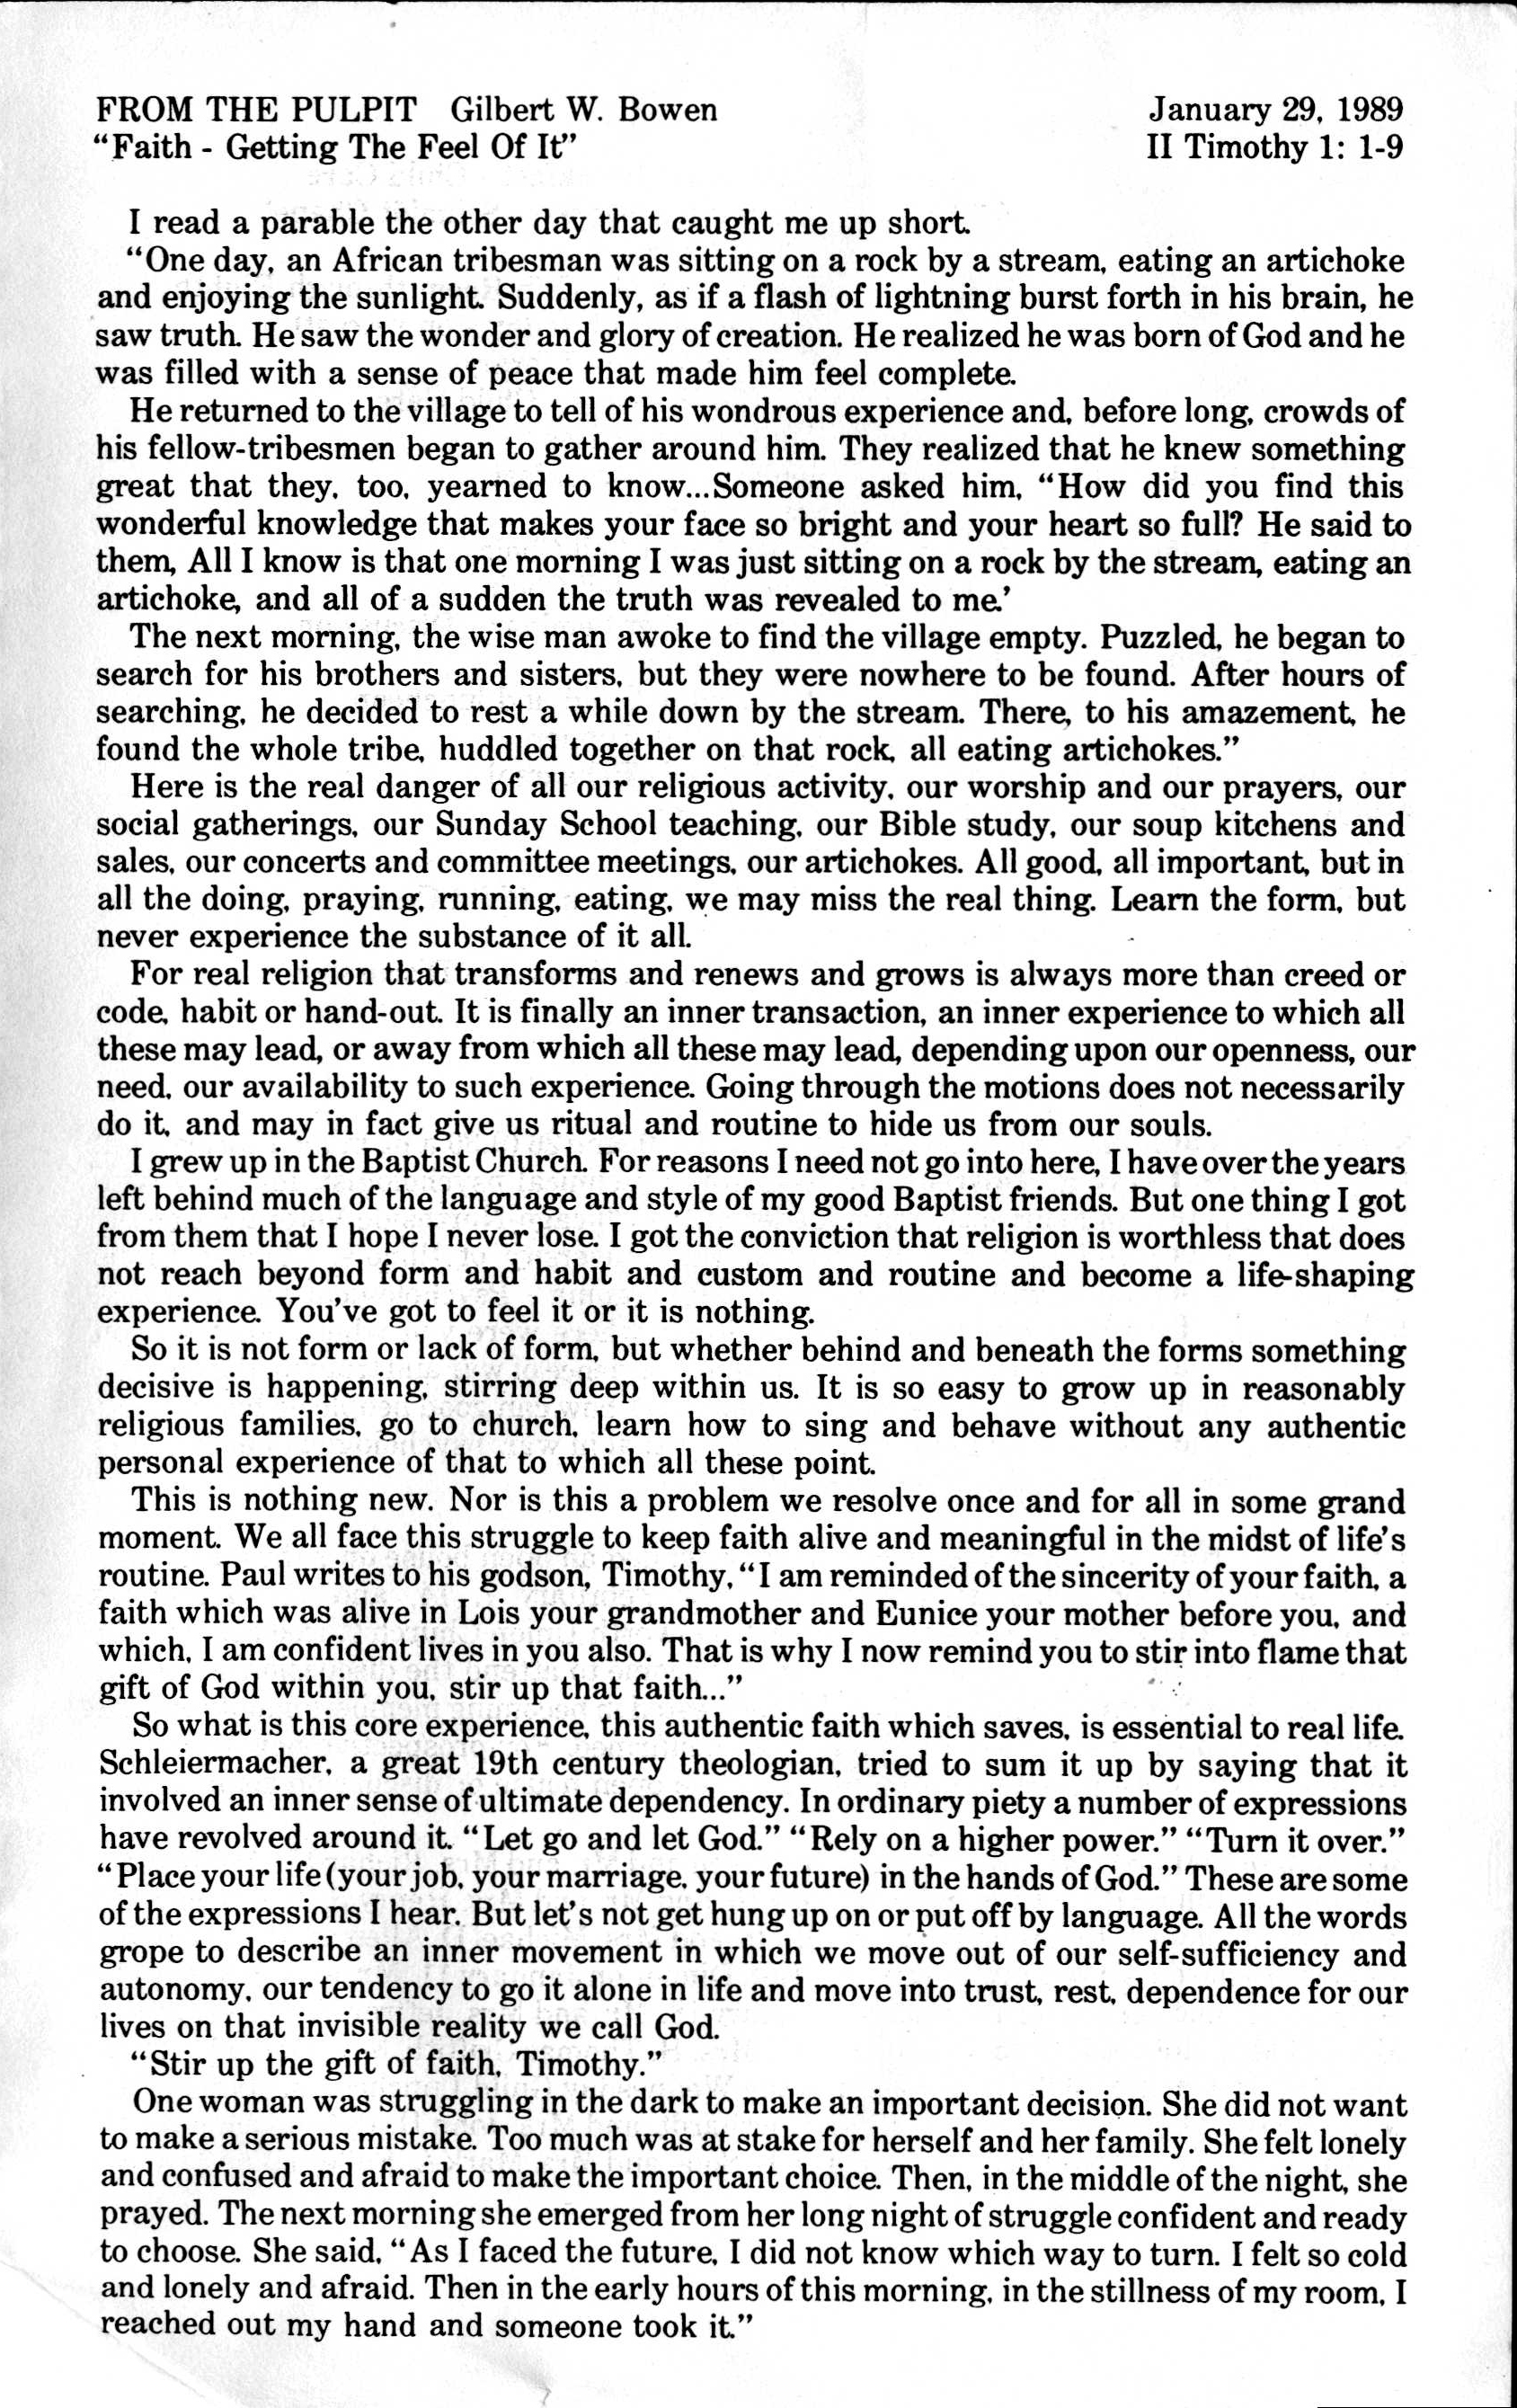 FROM THE PULPIT Gilbert W. Bowen January 29, 1989
“Faith - Getting The Feel Of It” II Timothy 1: 1-9
I read a parable the other day that caught me up short.
“One day, an African tribesman was sitting on a rock by a stream, eating an artichoke
and enjoying the sunlight. Suddenly, as if a flash of lightning burst forth in his brain, he
saw truth. He saw the wonder and glory of creation. He realized he was born of God and he
was filled with a sense of peace that made him feel complete.
He returned to the village to tell of his wondrous experience and, before long, crowds of
his fellow-tribesmen began to gather around him. They realized that he knew something
great that they, too, yearned to know...Someone asked him, “How did you find this
wonderful knowledge that makes your face so bright and your heart so full? He said to
them, All I know is that one morning I was just sitting on a rock by the stream, eating an
artichoke, and all of a sudden the truth was revealed to me.’
The next morning, the wise man awoke to find the village empty. Puzzled, he began to
search for his brothers and sisters, but they were nowhere to be found. After hours of
searching, he decided to rest a while down by the stream. There, to his amazement, he
found the whole tribe, huddled together on that rock, all eating artichokes.”
Here is the real danger of all our religious activity, our worship and our prayers, our
social gatherings, our Sunday School teaching, our Bible study, our soup kitchens and
sales, our concerts and committee meetings, our artichokes. All good, all important, but in
all the doing, praying, running, eating, we may miss the real thing. Learn the form, but
never experience the substance of it all.
For real religion that transforms and renews and grows is always more than creed or
code, habit or hand-out. It is finally an inner transaction, an inner experience to which all
these may lead, or away from which all these may lead, depending upon our openness, our
need, our availability to such experience. Going through the motions does not necessarily
do it, and may in fact give us ritual and routine to hide us from our souls.
I grew up in the Baptist Church. For reasons I need not go into here, I have over the years
left behind much of the language and style of my good Baptist friends. But one thing I got
from them that I hope I never lose. I got the conviction that religion is worthless that does
not reach beyond form and habit and custom and routine and become a life-shaping
experience. You’ve got to feel it or it is nothing.
So it is not form or lack of form, but whether behind and beneath the forms something
decisive is happening, stirring deep within us. It is so easy to grow up in reasonably
religious families, go to church, learn how to sing and behave without any authentic
personal experience of that to which all these point.
This is nothing new. Nor is this a problem we resolve once and for all in some grand
moment. We all face this struggle to keep faith alive and meaningful in the midst of life’s
routine. Paul writes to his godson, Timothy, “I am reminded of the sincerity of your faith, a
faith which was alive in Lois your grandmother and Eunice your mother before you, and
which, I am confident lives in you also. That is why I now remind you to stir into flame that
gift of God within you, stir up that faith...”
So what is this core experience, this authentic faith which saves, is essential to real life.
Schleiermacher, a great 19th century theologian, tried to sum it up by saying that it
involved an inner sense of ultimate dependency. In ordinary piety a number of expressions
have revolved around it. “Let go and let God.” “Rely on a higher power.” “Turn it over.”
“Place your life (your job, your marriage, your future) in the hands of God.” These are some
of the expressions I hear. But let’s not get hung up on or put off by language. All the words
grope to describe an inner movement in which we move out of our self-sufficiency and
autonomy, our tendency to go it alone in life and move into trust, rest, dependence for our
lives on that invisible reality we call God.
“Stir up the gift of faith, Timothy.”
One woman was struggling in the dark to make an important decision. She did not want
to make a serious mistake. Too much was at stake for herself and her family. She felt lonely
and confused and afraid to make the important choice. Then, in the middle of the night, she
prayed. The next morning she emerged from her long night of struggle confident and ready
to choose. She said, “As I faced the future, I did not know which way to turn. I felt so cold
and lonely and afraid. Then in the early hours of this morning, in the stillness of my room, I
reached out my hand and someone took it.”